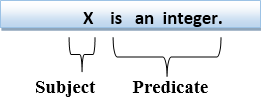 X is an integer.
Subject Predicate